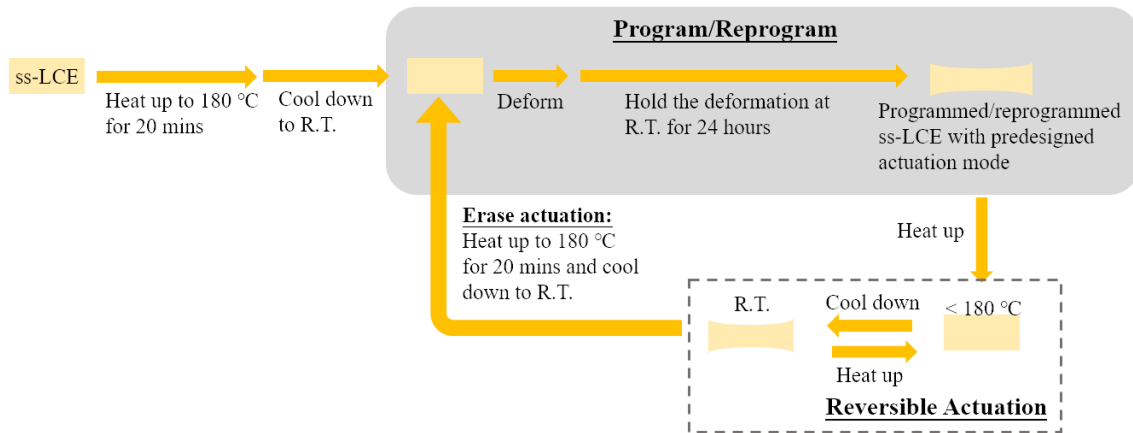 Program/Reprogram
ss-LCE
Heat up to 180 ℃
for 20 mins
Cool down
to R.T.
Deform
Hold the deformation at
R.T. for 24 hours
Programmed/reprogrammed
ss-LCE with predesigned
actuation mode
Erase actuation:
Heat up to 180 ℃
for 20 mins and cool
down to R.T.
Heat up
R.T.
Cool down
< 180 ℃
Heat up
Reversible Actuation